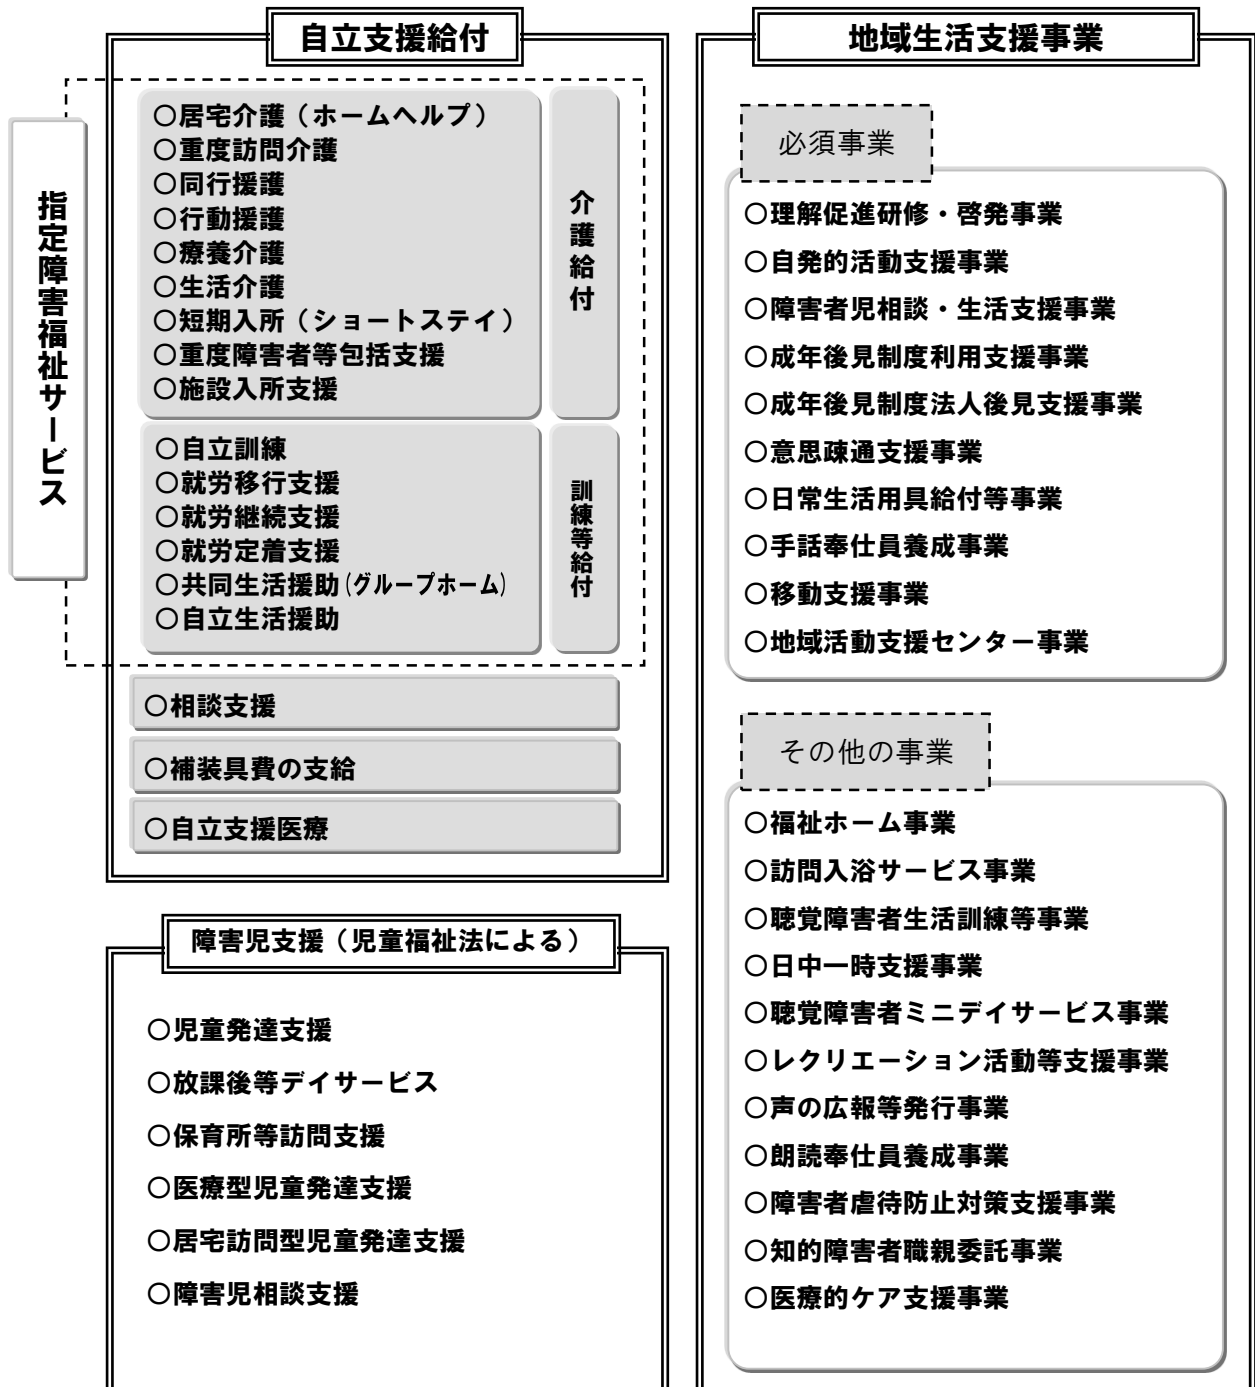 自立支援給付
指定障害福祉サービス
○居宅介護（ホームヘルプ）
○重度訪問介護
○同行援護
○行動援護
○療養介護
○生活介護
○短期入所（ショートステイ）
○重度障害者等包括支援
○施設入所支援
介護給付
○自立訓練
○就労移行支援
○就労継続支援
○就労定着支援
○共同生活援助(グループホーム)
○自立生活援助
訓練等給付
○相談支援
○補装具費の支給
○自立支援医療
障害児支援（児童福祉法による）
○児童発達支援
○放課後等デイサービス
○保育所等訪問支援
○医療型児童発達支援
○居宅訪問型児童発達支援
○障害児相談支援
地域生活支援事業
必須事業
○理解促進研修・啓発事業
○自発的活動支援事業
○障害者児相談・生活支援事業
○成年後見制度利用支援事業
○成年後見制度法人後見支援事業
○意思疎通支援事業
○日常生活用具給付等事業
○手話奉仕員養成事業
○移動支援事業
○地域活動支援センター事業
その他の事業
○福祉ホーム事業
○訪問入浴サービス事業
○聴覚障害者生活訓練等事業
○日中一時支援事業
○聴覚障害者ミニデイサービス事業
○レクリエーション活動等支援事業
○声の広報等発行事業
○朗読奉仕員養成事業
○障害者虐待防止対策支援事業
○知的障害者職親委託事業
○医療的ケア支援事業